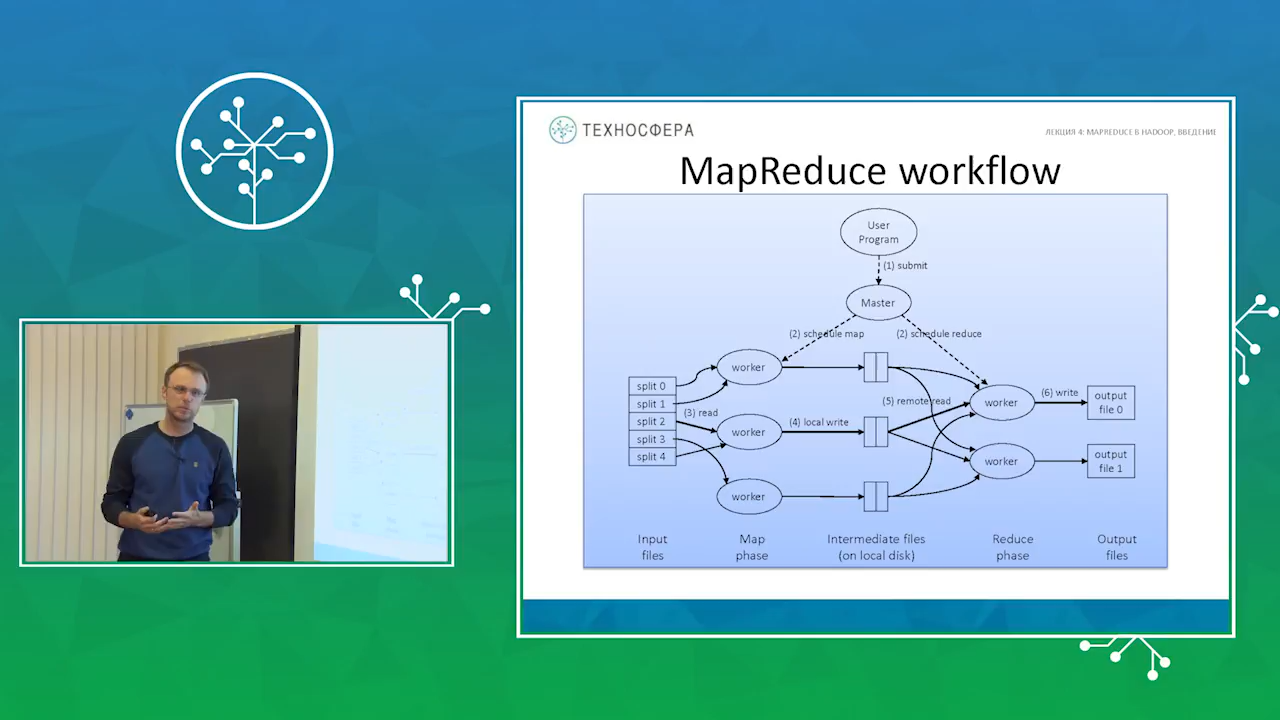 ТЕХНОСФЕРА
ЛЕКЦИЯ 4: MAPREDUCE В HADOOP, ВВЕДЕНИЕ
MapReduce workflow
User
Program
(1) submit
Master
(2) schedule map
(2) schedule reduce
worker
split 0
split 1
split 2
split 3
split 4
(3) read
worker
(4) local write
worker
(5) remote read
worker
(6) write
output
file 0
worker
output
file 1
Input
files
Map
phase
Intermediate files
(on local disk)
Reduce
phase
Output
files